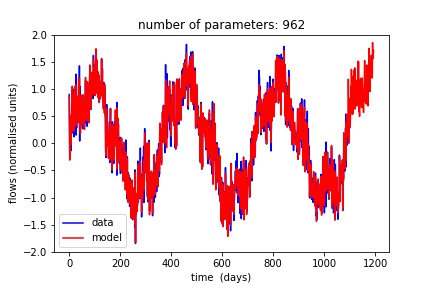 number of parameters: 962
2.0
1.5
1.0
0.5
0.0
−0.5
−1.0
−1.5
−2.0
flows (normalised units)
data
model
0 200 400 600 800 1000 1200
time (days)